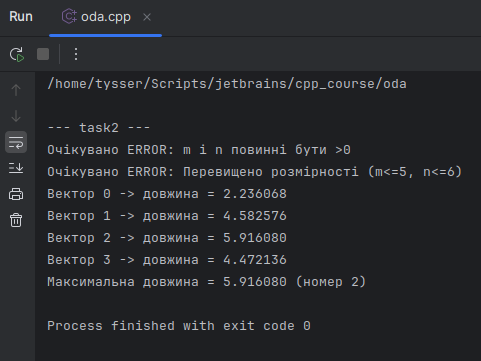 Run oda.cpp
/home/tysser/Scripts/jetbrains/cpp_course/oda
--- task2 ---
Очікувано ERROR: m і n повинні бути >0
Очікувано ERROR: Перевищено розмірності (m<=5, n<=6)
Вектор 0 -> довжина = 2.236068
Вектор 1 -> довжина = 4.582576
Вектор 2 -> довжина = 5.916080
Вектор 3 -> довжина = 4.472136
Максимальна довжина = 5.916080 (номер 2)
Process finished with exit code 0